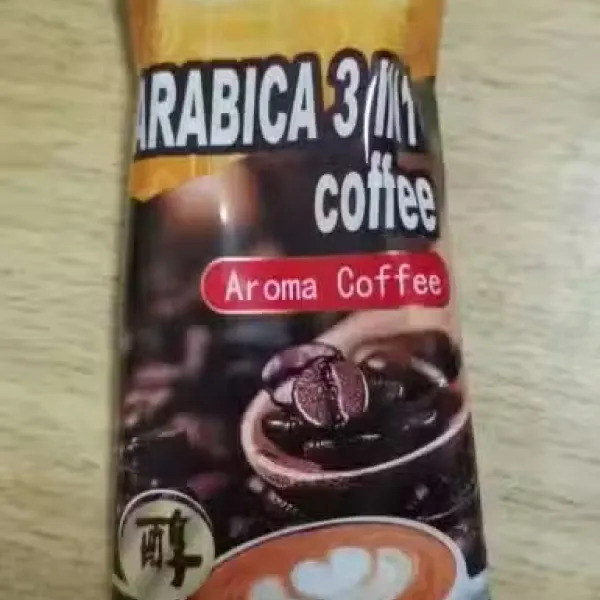 ARABICA 3 IN 1
coffee
Aroma Coffee
醇